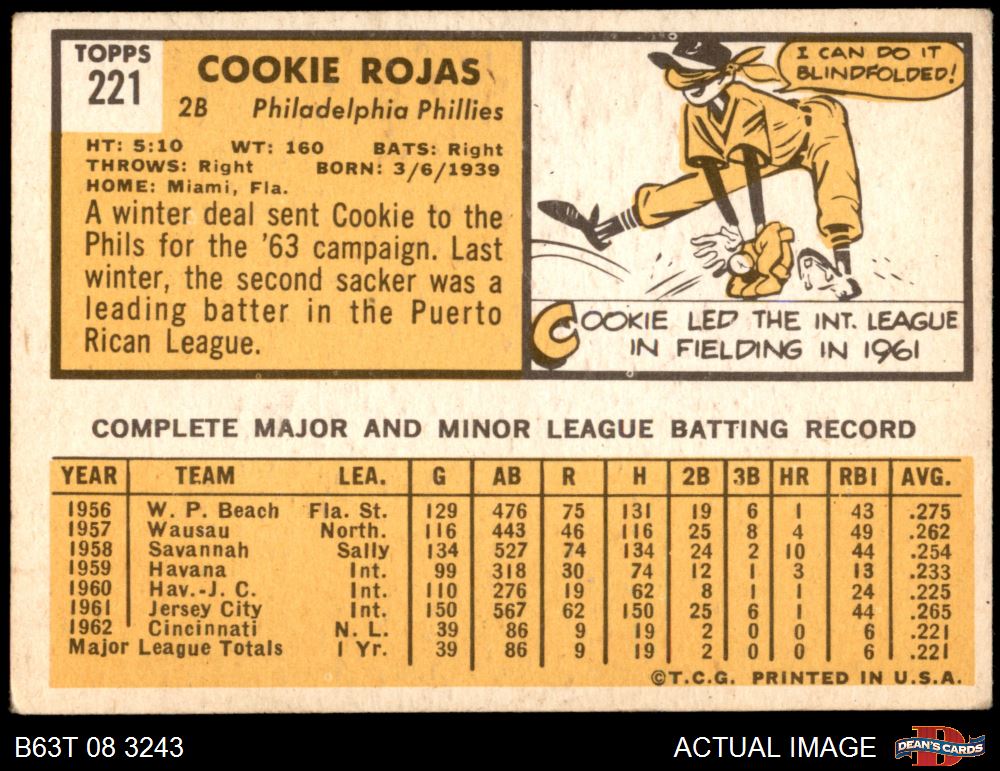 TOPPS
221
COOKIE ROJAS
2B Philadelphia Phillies
HT: 5:10 WT: 160 BATS: Right
THROWS: Right BORN: 3/6/1939
HOME: Miami, Fla.
A winter deal sent Cookie to the
Phils for the '63 campaign. Last
winter, the second sacker was a
leading batter in the Puerto
Rican League.
I CAN DO IT
BLINDFOLDED!
COOKIE LED THE INT. LEAGUE
IN FIELDING IN 1961
COMPLETE MAJOR AND MINOR LEAGUE BATTING RECORD
YEAR TEAM LEA. G AB R H 2B 3B HR RBI AVG.
1956 W. P. Beach Fla. St. 129 476 75 131 19 6 1 43 .275
1957 Wausau North. 116 443 46 116 25 8 4 49 .262
1958 Savannah Sally 134 527 74 134 24 2 10 44 .254
1959 Havana Int. 99 318 30 74 12 1 3 13 .233
1960 Hav.-J. C. Int. 110 276 19 62 8 1 1 24 .225
1961 Jersey City Int. 150 567 62 150 25 6 1 44 .265
1962 Cincinnati N. L. 39 86 9 19 2 0 0 6 .221
Major League Totals 1 Yr. 39 86 9 19 2 0 0 6 .221
©T.C.G. PRINTED IN U.S.A.
B63T 08 3243 ACTUAL IMAGE
D
DEAN'S CARDS